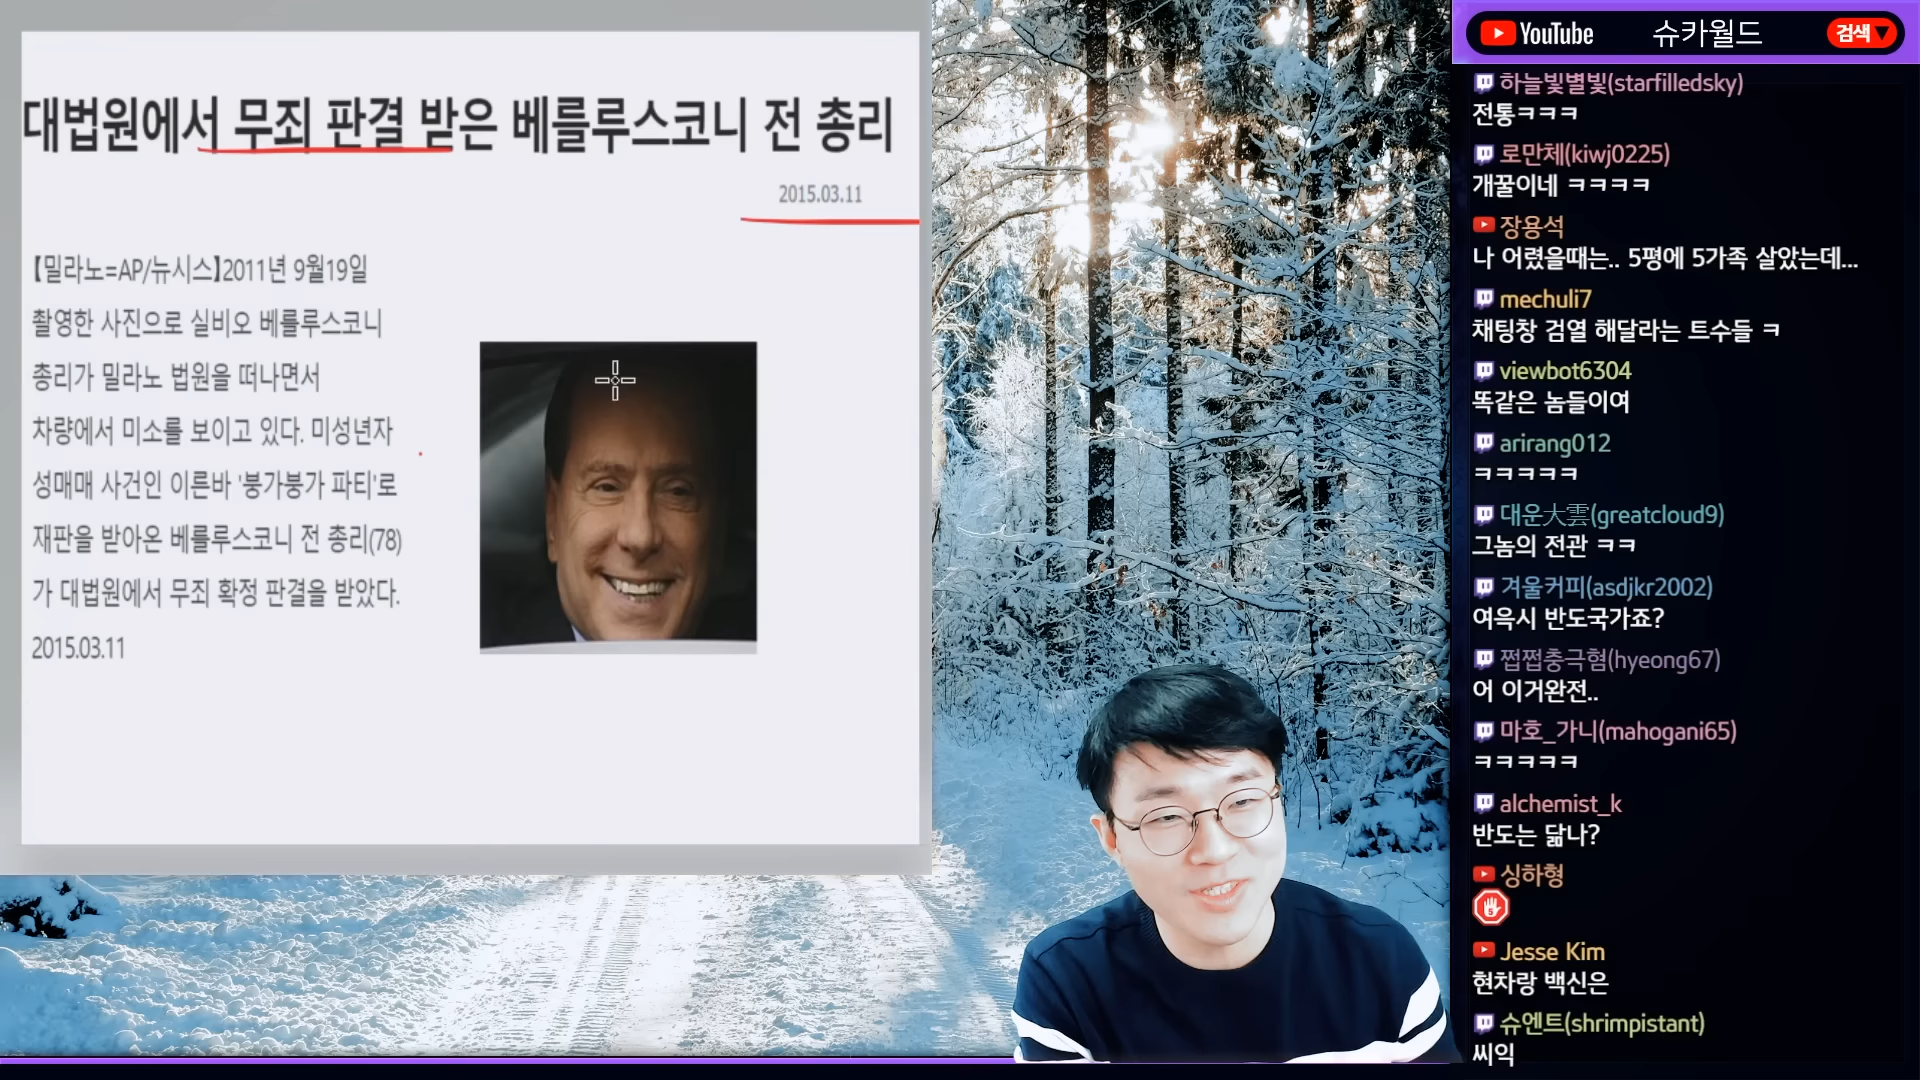 대법원에서 무죄 판결 받은 베를루스코니 전 총리
2015.03.11
【밀라노=AP/뉴시스】2011년 9월19일
촬영한 사진으로 실비오 베를루스코니
총리가 밀라노 법원을 떠나면서
차량에서 미소를 보이고 있다. 미성년자
성매매 사건인 이른바 '붕가붕가 파티'로
재판을 받아온 베를루스코니 전 총리(78)
가 대법원에서 무죄 확정 판결을 받았다.
2015.03.11
YouTube 슈카월드 검색▼
하늘빛별빛(starfilledsky)
전통ㅋㅋㅋ
로만체(kiwj0225)
개꿀이네 ㅋㅋㅋㅋ
장용석
나 어렸을때는.. 5평에 5가족 살았는데...
mechuli7
채팅창 검열 해달라는 트수들 ㅋ
viewbot6304
똑같은 놈들이여
arirang012
ㅋㅋㅋㅋㅋ
대운大雲(greatcloud9)
그놈의 전관 ㅋㅋ
겨울커피(asdjkr2002)
여윽시 반도국가죠?
쩝쩝충극혐(hyeong67)
어 이거완전..
마호_가니(mahogani65)
ㅋㅋㅋㅋㅋ
alchemist_k
반도는 닮나?
싱하형
Jesse Kim
현차랑 백신은
슈엔트(shrimpistant)
씨익